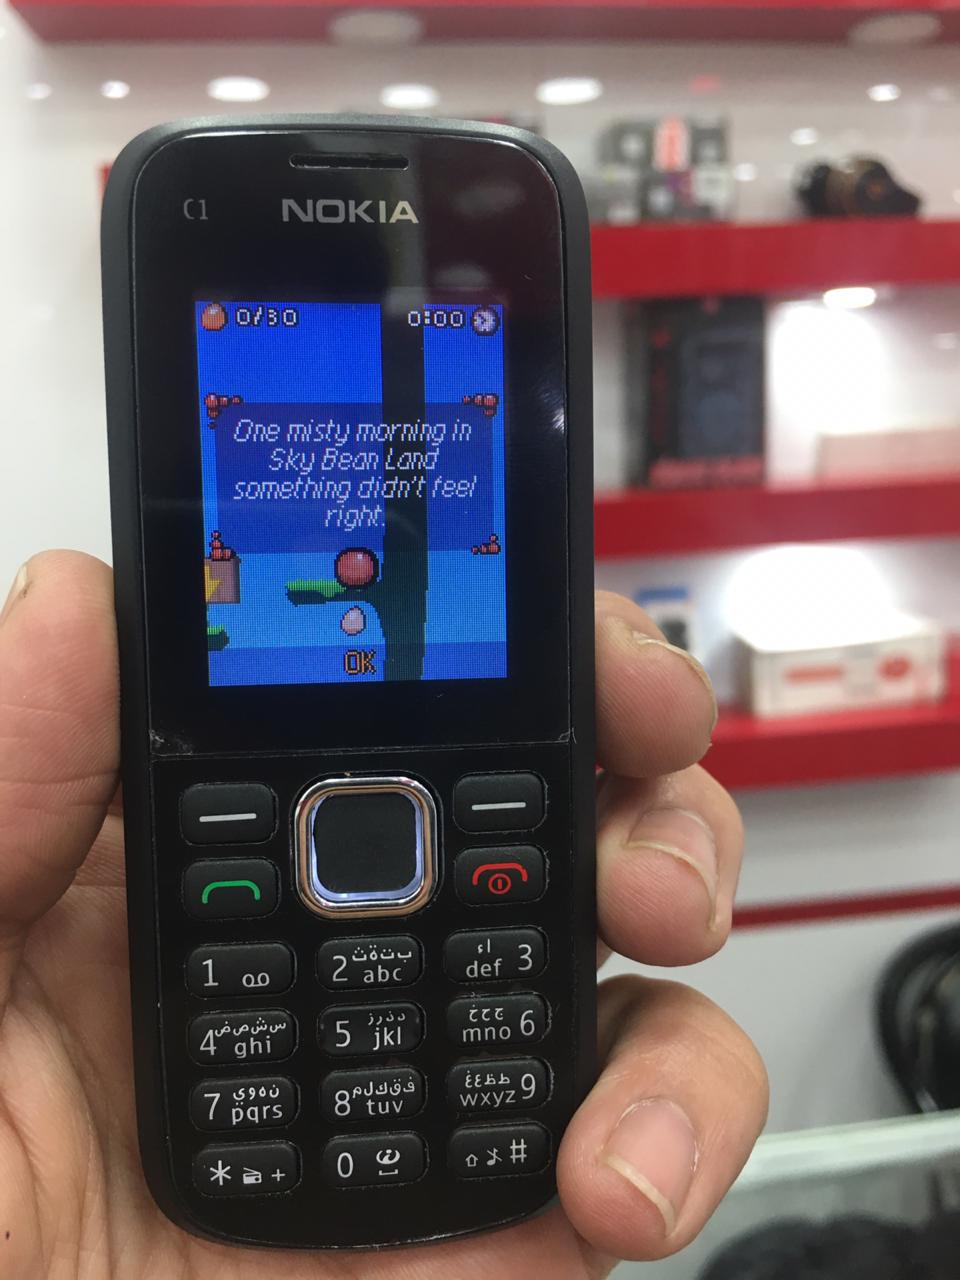 C1 NOKIA
0/30 0:00
One misty morning in
Sky Bean Land
something didn't feel
right.
OK
1
2 ب ت ة ث abc
ا ء def 3
4 س ش ص ض ghi
5 د ذ ر ز jkl
ج ح خ mno 6
7 ن ه و ي pqrs
8 ف ق ك ل م tuv
ط ظ ع غ wxyz 9
* +
0
#